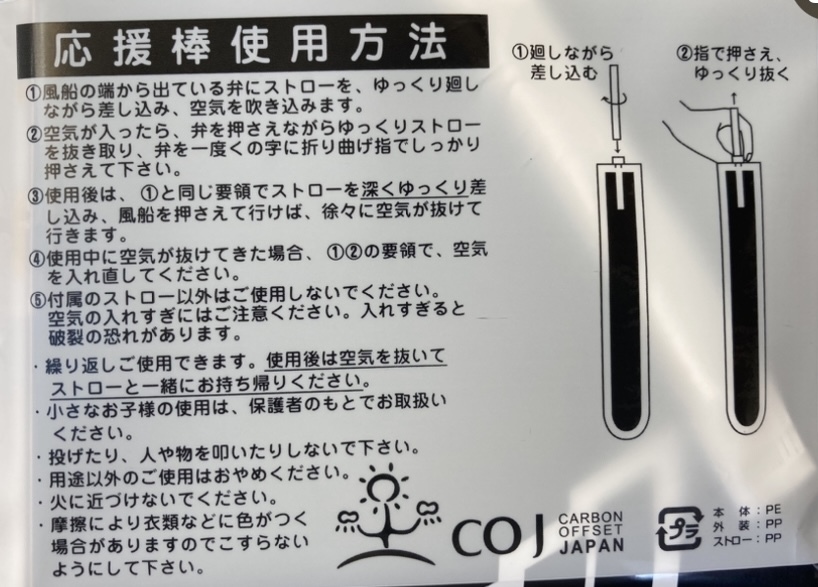 応援棒使用方法
①風船の端から出ている弁にストローを、ゆっくり廻し
ながら差し込み、空気を吹き込みます。
②空気が入ったら、弁を押さえながらゆっくりストロー
を抜き取り、弁を一度くの字に折り曲げ指でしっかり
押さえて下さい。
③使用後は、①と同じ要領でストローを深くゆっくり差
し込み、風船を押さえて行けば、徐々に空気が抜けて
行きます。
④使用中に空気が抜けてきた場合、①②の要領で、空気
を入れ直してください。
⑤付属のストロー以外はご使用しないでください。
空気の入れすぎにはご注意ください。入れすぎると
破裂の恐れがあります。
・繰り返しご使用できます。使用後は空気を抜いて
ストローと一緒にお持ち帰りください。
・小さなお子様の使用は、保護者のもとでお取扱い
ください。
・投げたり、人や物を叩いたりしないで下さい。
・用途以外のご使用はおやめください。
・火に近づけないでください。
・摩擦により衣類などに色がつく
場合がありますのでこすらない
ようにして下さい。
①廻しながら
差し込む
②指で押さえ、
ゆっくり抜く
COJ
CARBON
OFFSET
JAPAN
プラ
本体：PE
外装：PP
ストロー：PP